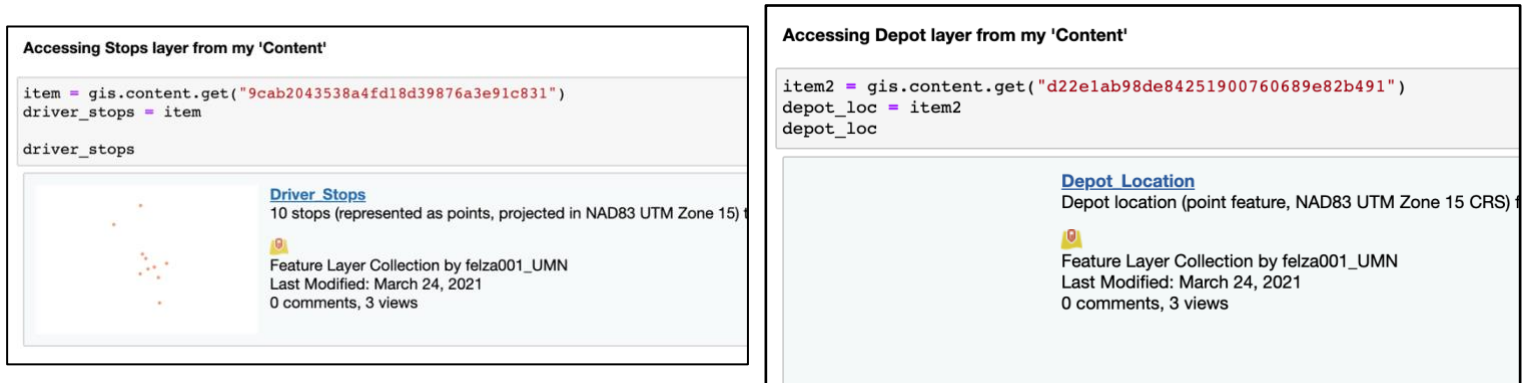 Accessing Stops layer from my 'Content'
item = gis.content.get("9cab2043538a4fd18d39876a3e91c831")
driver_stops = item
driver_stops
Driver_Stops
10 stops (represented as points, projected in NAD83 UTM Zone 15) f
Feature Layer Collection by felza001_UMN
Last Modified: March 24, 2021
0 comments, 3 views
Accessing Depot layer from my 'Content'
item2 = gis.content.get("d22e1ab98de84251900760689e82b491")
depot_loc = item2
depot_loc
Depot_Location
Depot location (point feature, NAD83 UTM Zone 15 CRS) f
Feature Layer Collection by felza001_UMN
Last Modified: March 24, 2021
0 comments, 3 views